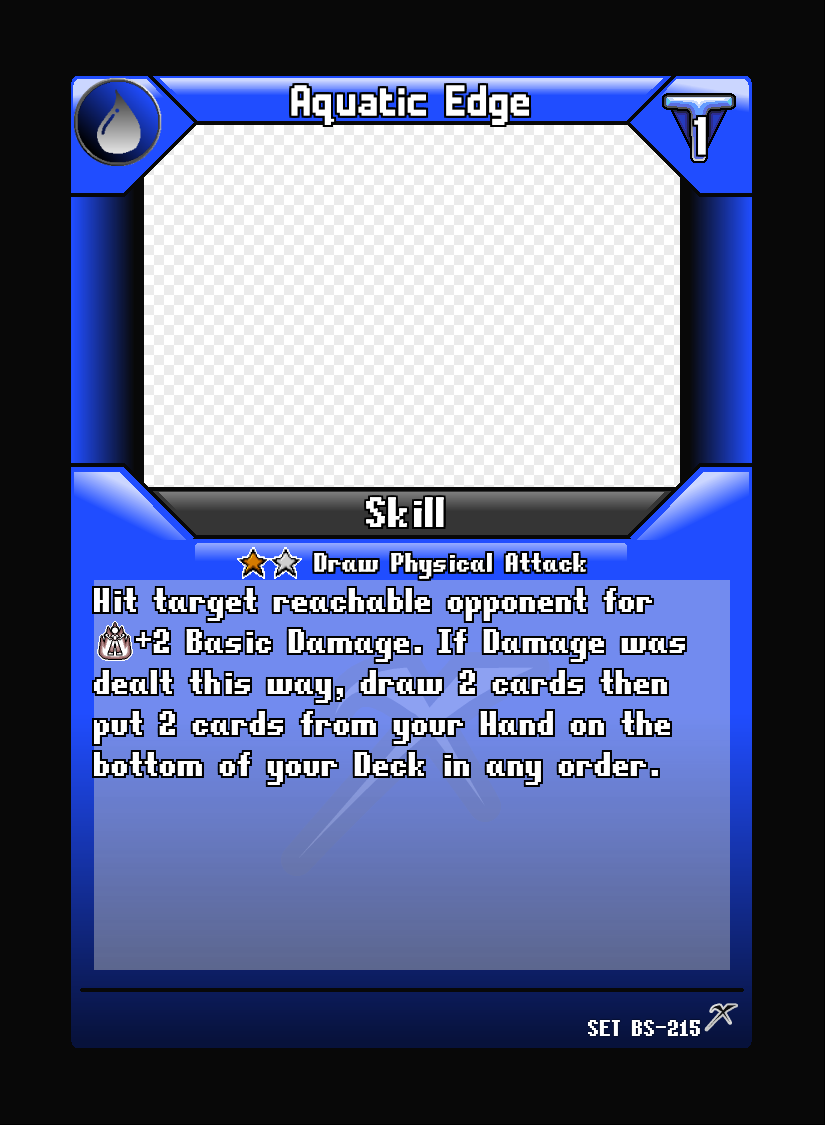 Aquatic Edge
T
1
Skill
Draw Physical Attack
Hit target reachable opponent for
A+2 Basic Damage. If Damage was
dealt this way, draw 2 cards then
put 2 cards from your Hand on the
bottom of your Deck in any order.
SET BS-215